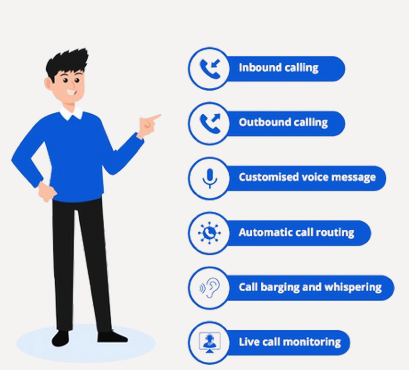 Inbound calling
Outbound calling
Customised voice message
Automatic call routing
Call barging and whispering
Live call monitoring